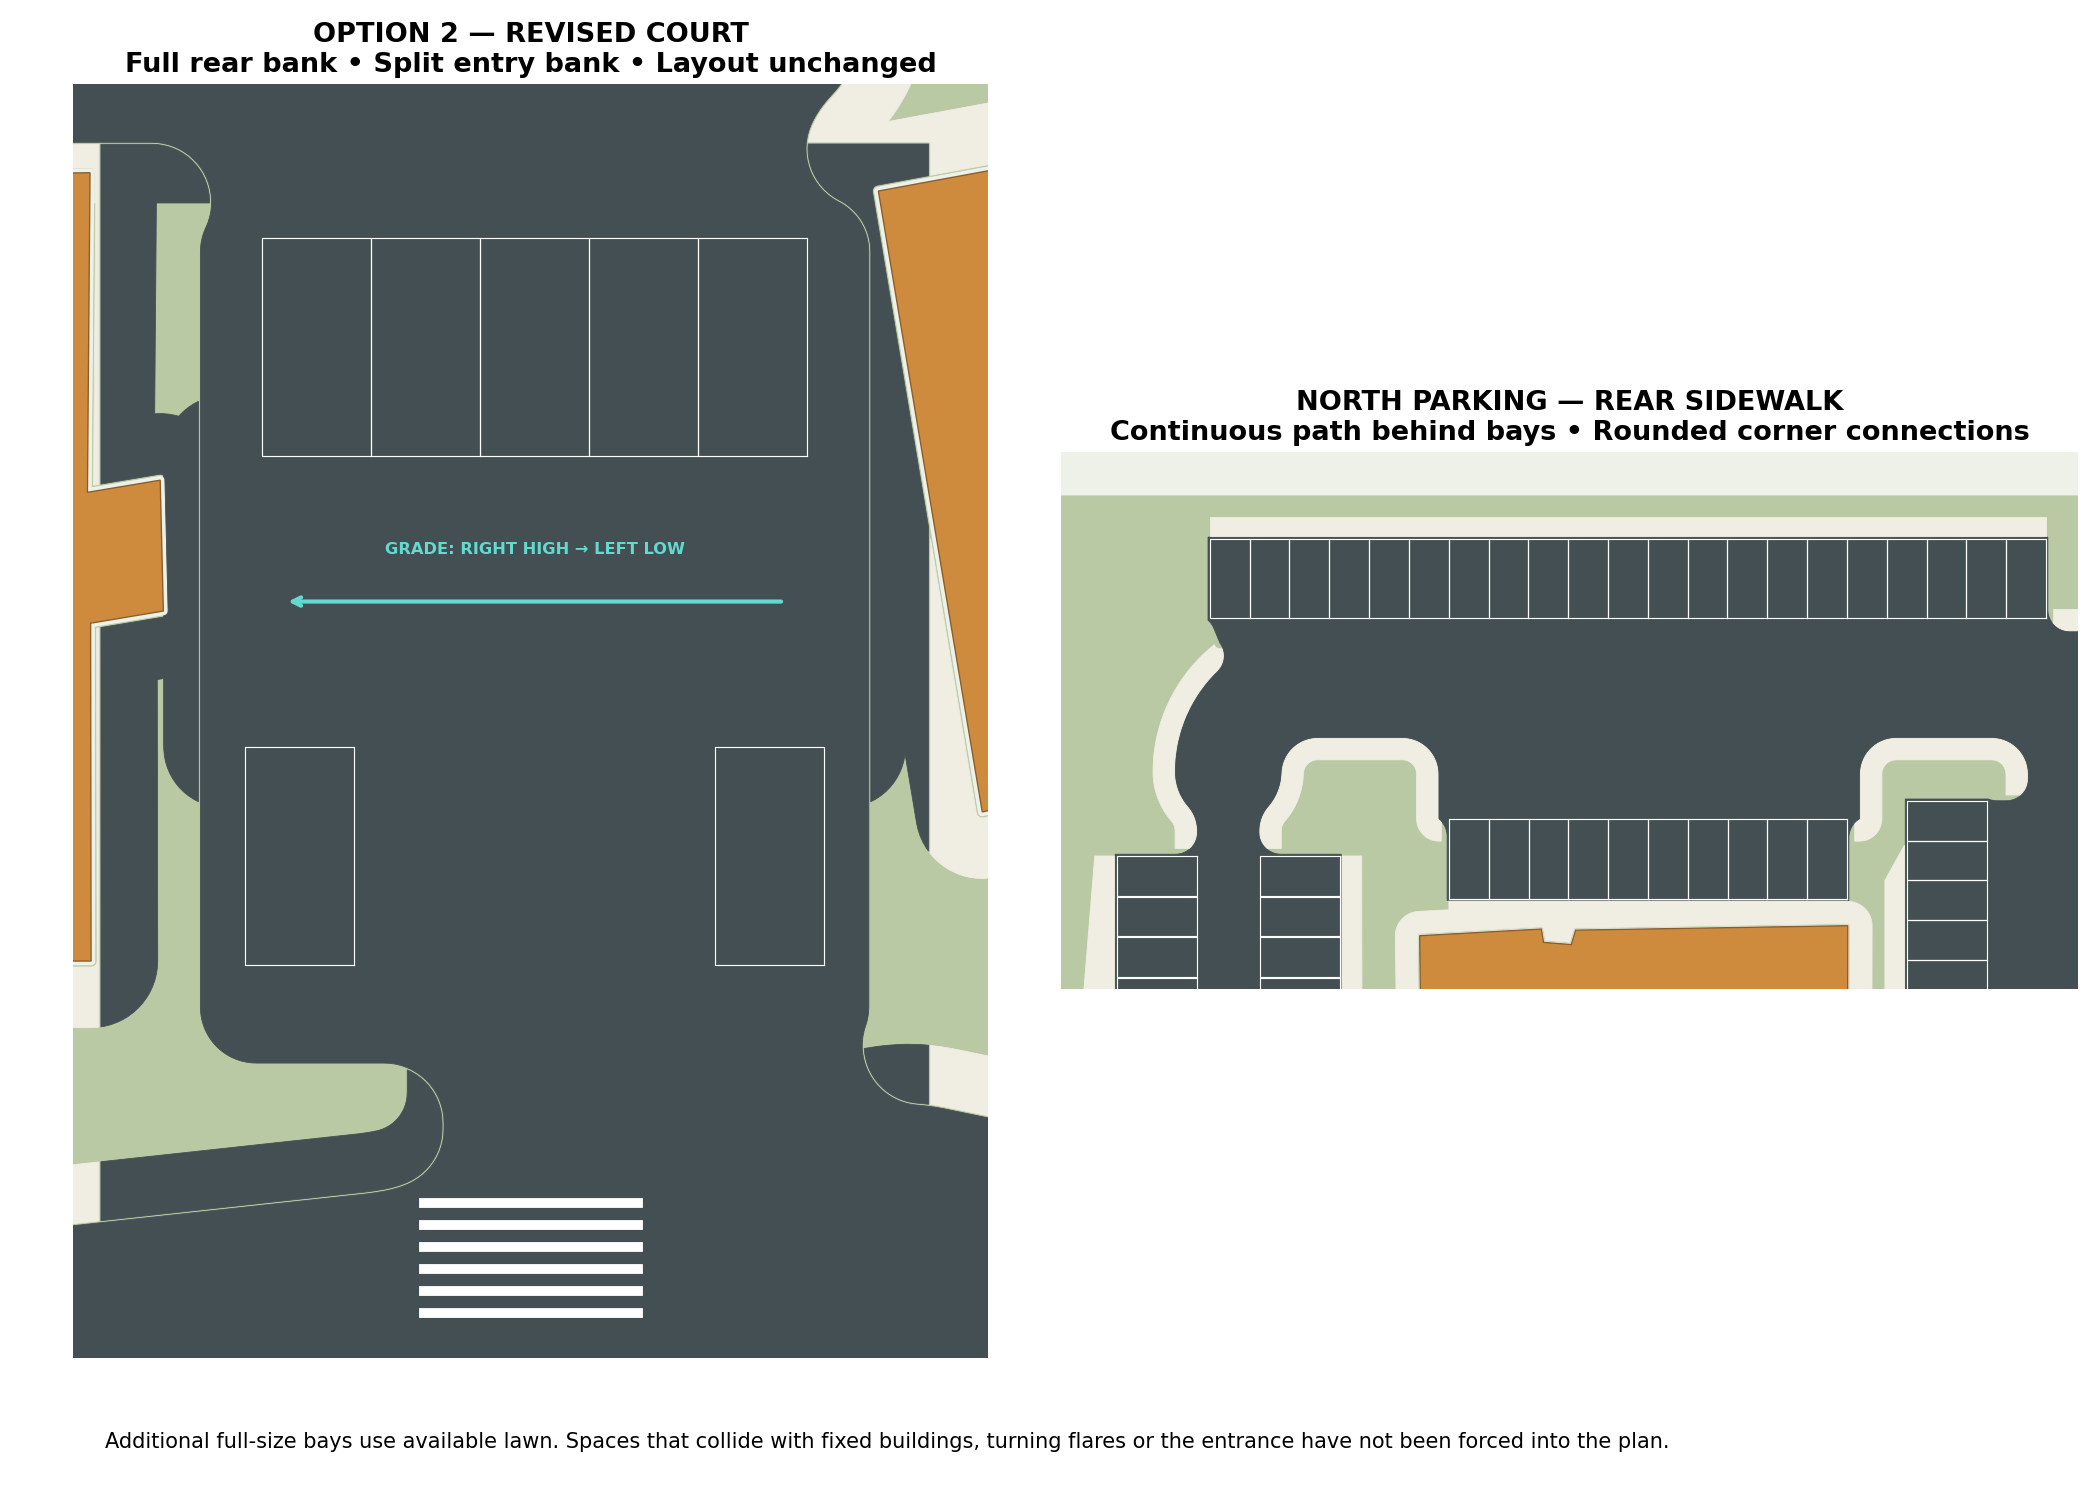 OPTION 2 — REVISED COURT
Full rear bank • Split entry bank • Layout unchanged
GRADE: RIGHT HIGH → LEFT LOW
NORTH PARKING — REAR SIDEWALK
Continuous path behind bays • Rounded corner connections
Additional full-size bays use available lawn. Spaces that collide with fixed buildings, turning flares or the entrance have not been forced into the plan.